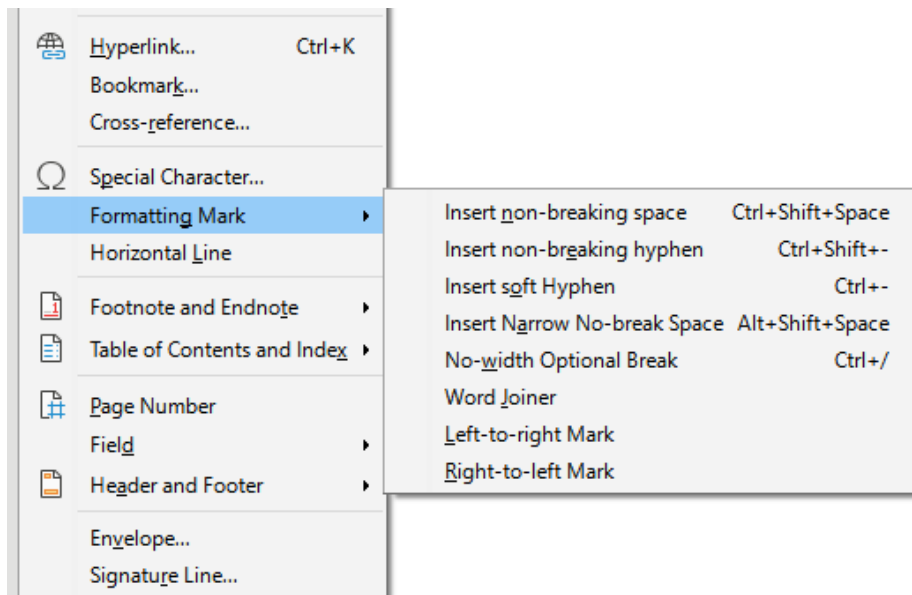 Hyperlink... Ctrl+K
Bookmark...
Cross-reference...
Special Character...
Formatting Mark
Horizontal Line
Footnote and Endnote
Table of Contents and Index
Page Number
Field
Header and Footer
Envelope...
Signature Line...
Insert non-breaking space Ctrl+Shift+Space
Insert non-breaking hyphen Ctrl+Shift+-
Insert soft Hyphen Ctrl+-
Insert Narrow No-break Space Alt+Shift+Space
No-width Optional Break Ctrl+/
Word Joiner
Left-to-right Mark
Right-to-left Mark